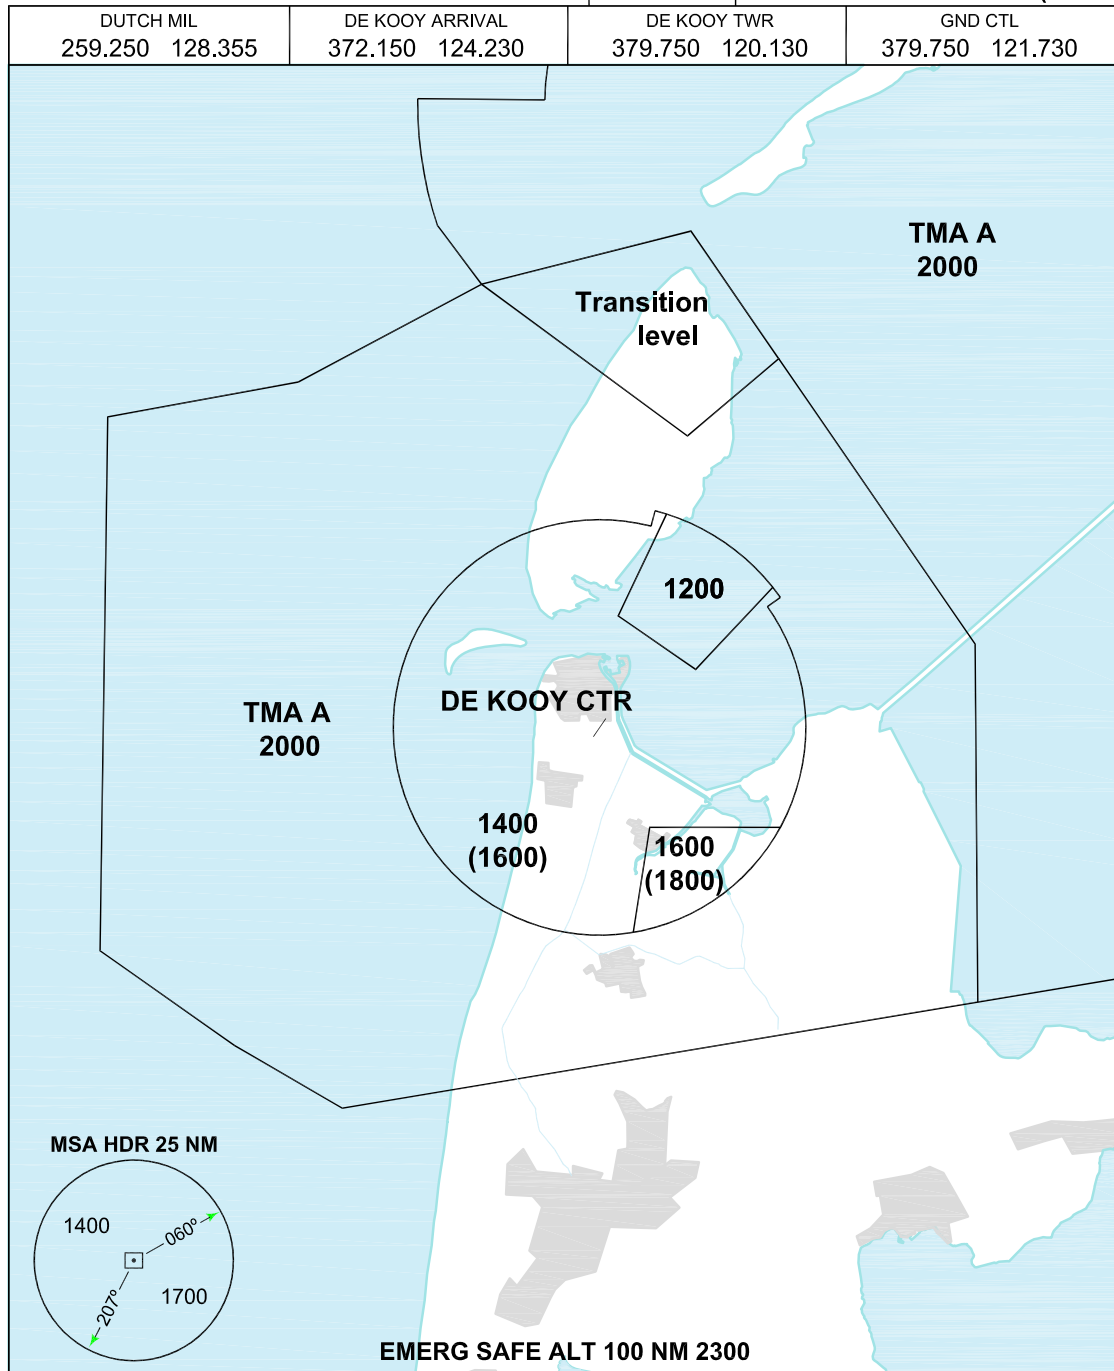 DUTCH MIL
259.250 128.355
DE KOOY ARRIVAL
372.150 124.230
DE KOOY TWR
379.750 120.130
GND CTL
379.750 121.730
TMA A
2000
Transition
level
1200
DE KOOY CTR
TMA A
2000
1400
(1600)
1600
(1800)
MSA HDR 25 NM
1400
060º
1700
207º
EMERG SAFE ALT 100 NM 2300